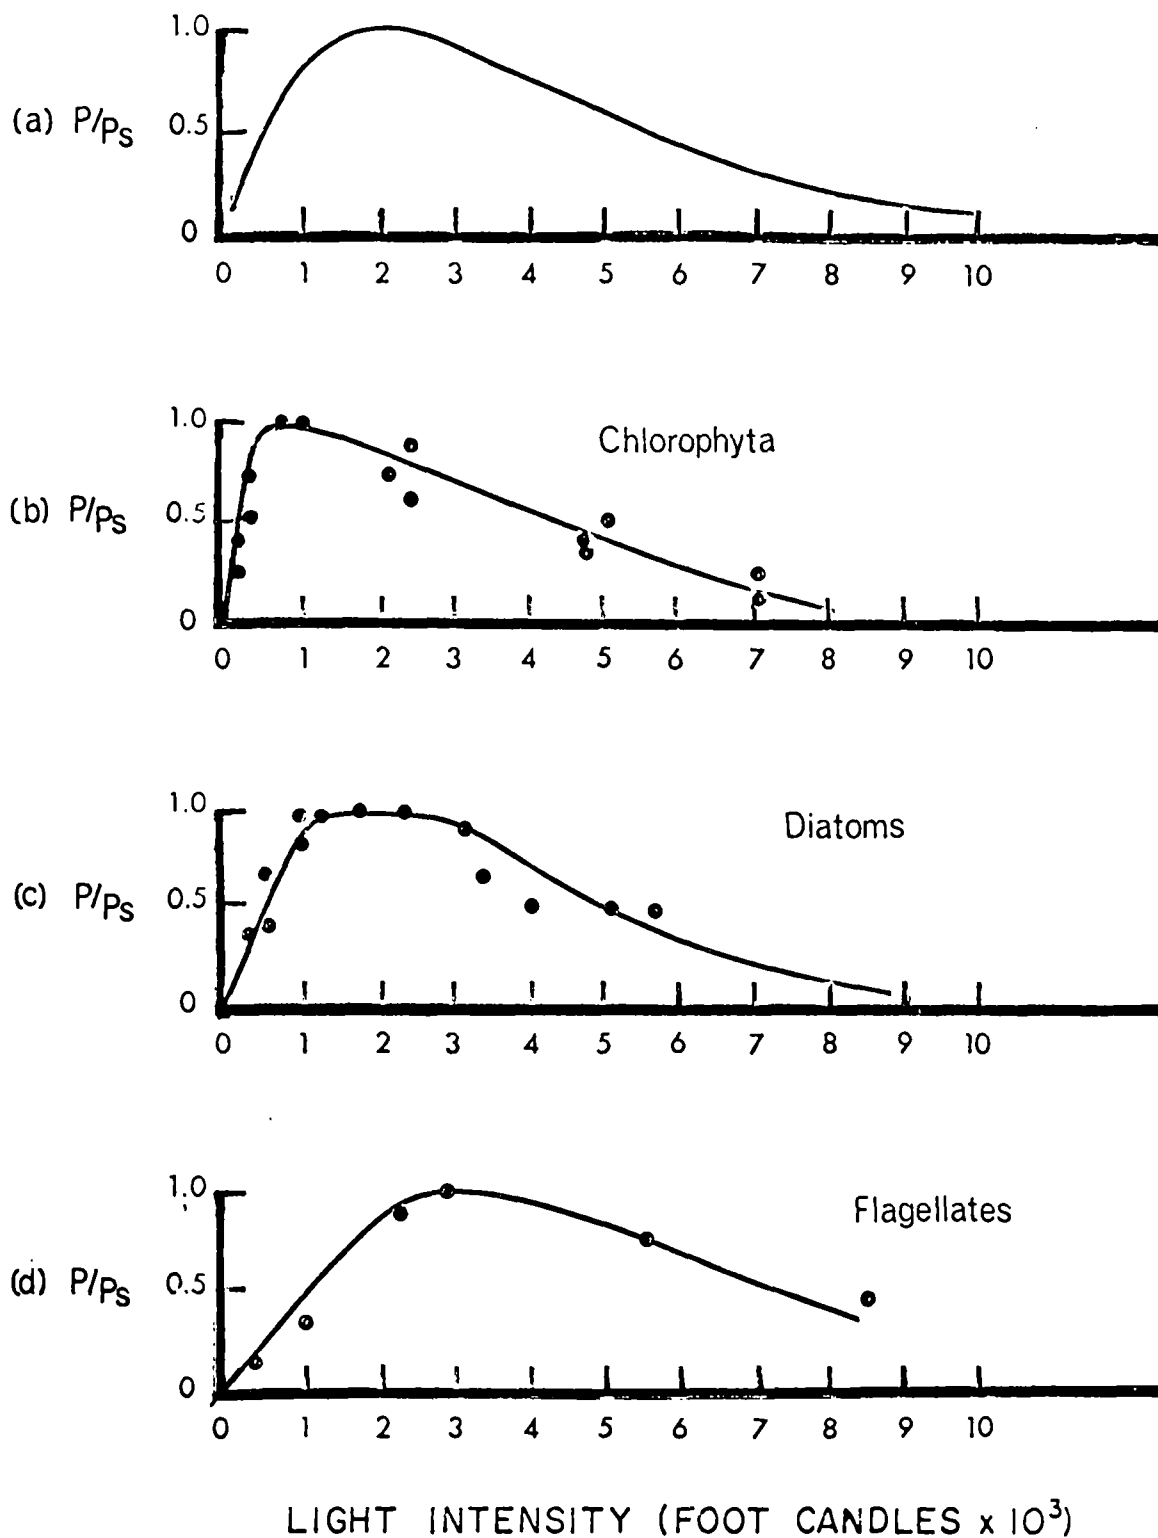 1.0
(a) P/Ps 0.5
0
0 1 2 3 4 5 6 7 8 9 10
1.0
Chlorophyta
(b) P/Ps 0.5
0
0 1 2 3 4 5 6 7 8 9 10
1.0
Diatoms
(c) P/Ps 0.5
0
0 1 2 3 4 5 6 7 8 9 10
1.0
Flagellates
(d) P/Ps 0.5
0
0 1 2 3 4 5 6 7 8 9 10
LIGHT INTENSITY (FOOT CANDLES x 10³)